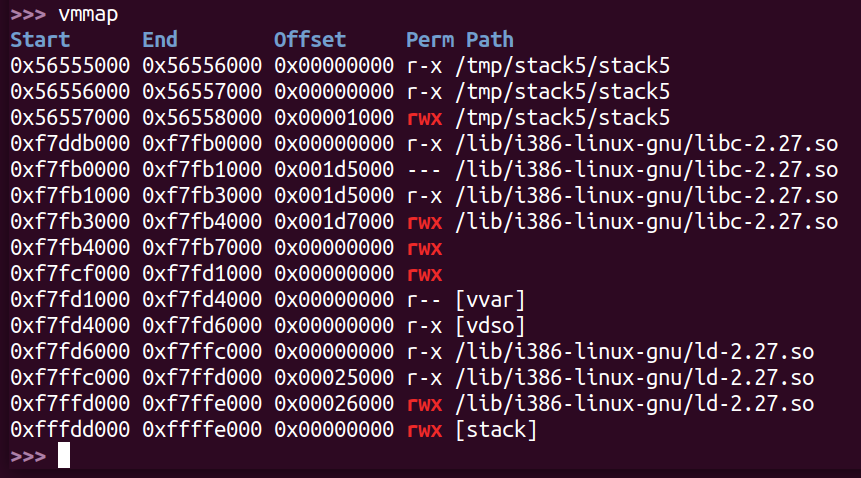 >>> vmmap
Start End Offset Perm Path
0x56555000 0x56556000 0x00000000 r-x /tmp/stack5/stack5
0x56556000 0x56557000 0x00000000 r-x /tmp/stack5/stack5
0x56557000 0x56558000 0x00001000 rwx /tmp/stack5/stack5
0xf7ddb000 0xf7fb0000 0x00000000 r-x /lib/i386-linux-gnu/libc-2.27.so
0xf7fb0000 0xf7fb1000 0x001d5000 --- /lib/i386-linux-gnu/libc-2.27.so
0xf7fb1000 0xf7fb3000 0x001d5000 r-x /lib/i386-linux-gnu/libc-2.27.so
0xf7fb3000 0xf7fb4000 0x001d7000 rwx /lib/i386-linux-gnu/libc-2.27.so
0xf7fb4000 0xf7fb7000 0x00000000 rwx
0xf7fcf000 0xf7fd1000 0x00000000 rwx
0xf7fd1000 0xf7fd4000 0x00000000 r-- [vvar]
0xf7fd4000 0xf7fd6000 0x00000000 r-x [vdso]
0xf7fd6000 0xf7ffc000 0x00000000 r-x /lib/i386-linux-gnu/ld-2.27.so
0xf7ffc000 0xf7ffd000 0x00025000 r-x /lib/i386-linux-gnu/ld-2.27.so
0xf7ffd000 0xf7ffe000 0x00026000 rwx /lib/i386-linux-gnu/ld-2.27.so
0xfffdd000 0xffffe000 0x00000000 rwx [stack]
>>>